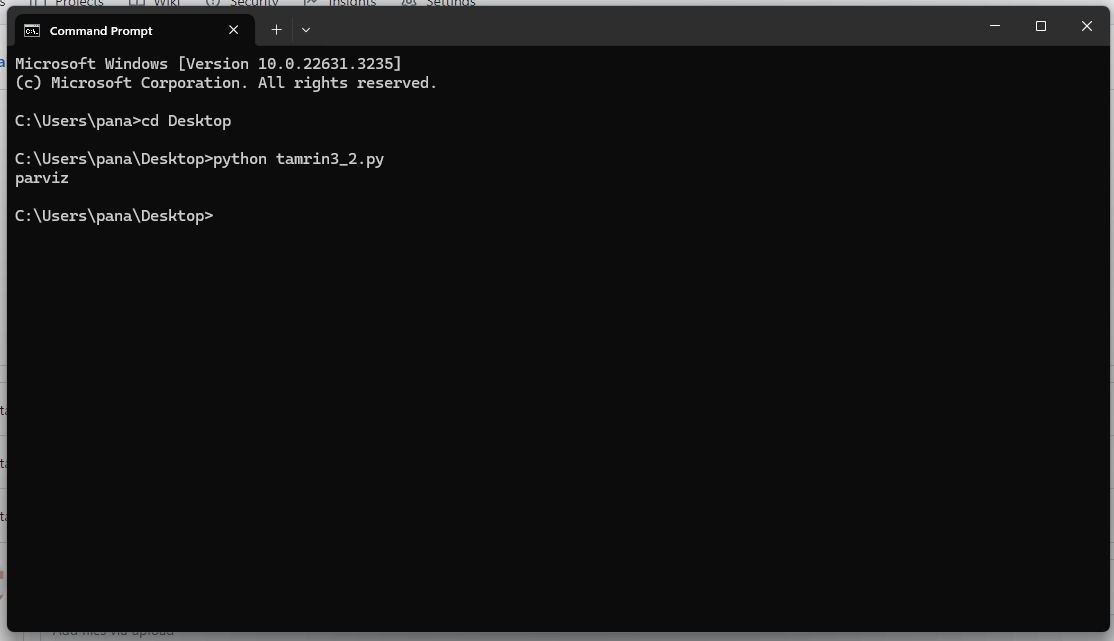 Projects Wiki Security Insights Settings
Command Prompt
Microsoft Windows [Version 10.0.22631.3235]
(c) Microsoft Corporation. All rights reserved.
C:\Users\pana>cd Desktop
C:\Users\pana\Desktop>python tamrin3_2.py
parviz
C:\Users\pana\Desktop>
Add files via upload